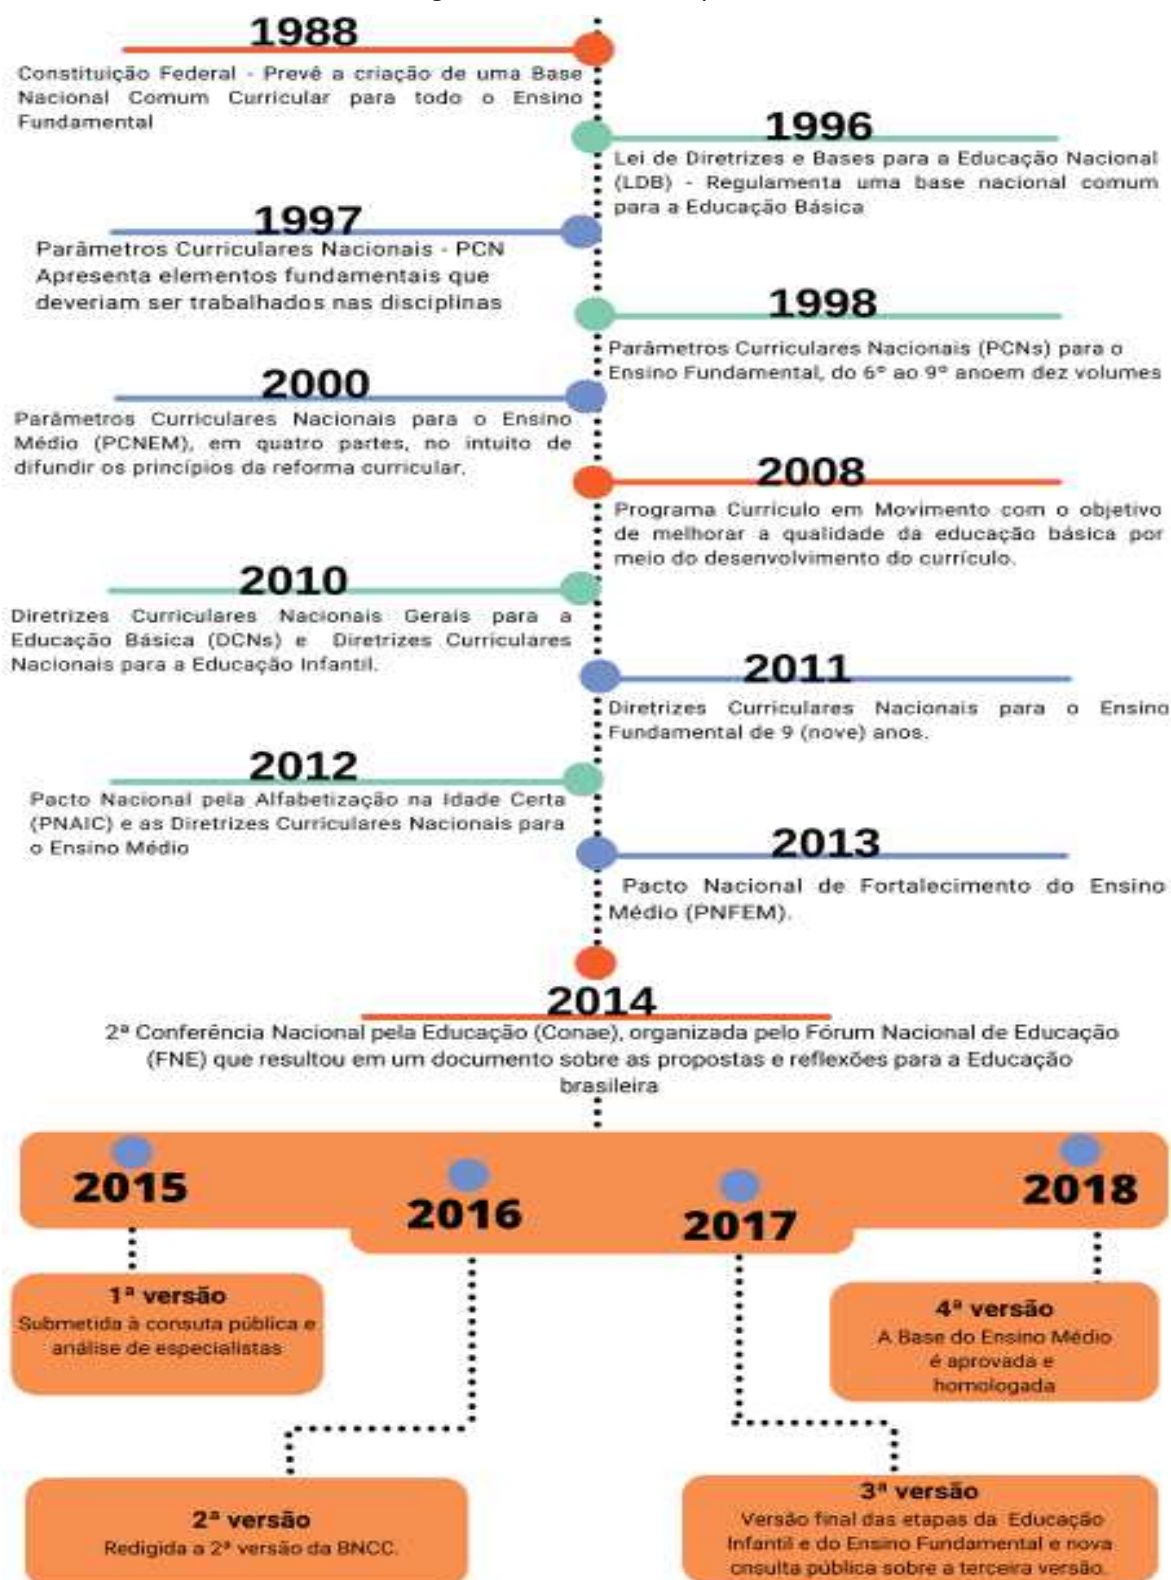 1988
Constituição Federal - Prevê a criação de uma Base
Nacional Comum Curricular para todo o Ensino
Fundamental
1996
Lei de Diretrizes e Bases para a Educação Nacional
(LDB) - Regulamenta uma base nacional comum
para a Educação Básica
1997
Parâmetros Curriculares Nacionais - PCN
Apresenta elementos fundamentais que
deveriam ser trabalhados nas disciplinas
1998
Parâmetros Curriculares Nacionais (PCNs) para o
Ensino Fundamental, do 6º ao 9º anoem dez volumes
2000
Parâmetros Curriculares Nacionais para o Ensino
Médio (PCNEM), em quatro partes, no intuito de
difundir os princípios da reforma curricular.
2008
Programa Currículo em Movimento com o objetivo
de melhorar a qualidade da educação básica por
meio do desenvolvimento do currículo.
2010
Diretrizes Curriculares Nacionais Gerais para a
Educação Básica (DCNs) e Diretrizes Curriculares
Nacionais para a Educação Infantil.
2011
Diretrizes Curriculares Nacionais para o Ensino
Fundamental de 9 (nove) anos.
2012
Pacto Nacional pela Alfabetização na Idade Certa
(PNAIC) e as Diretrizes Curriculares Nacionais para
o Ensino Médio
2013
Pacto Nacional de Fortalecimento do Ensino
Médio (PNFEM).
2014
2ª Conferência Nacional pela Educação (Conae), organizada pelo Fórum Nacional de Educação
(FNE) que resultou em um documento sobre as propostas e reflexões para a Educação
brasileira
2015
2016
2017
2018
1ª versão
Submetida à consuta pública e
análise de especialistas
4ª versão
A Base do Ensino Médio
é aprovada e
homologada
2ª versão
Redigida a 2ª versão da BNCC.
3ª versão
Versão final das etapas da Educação
Infantil e do Ensino Fundamental e nova
cnsulta pública sobre a terceira versão.